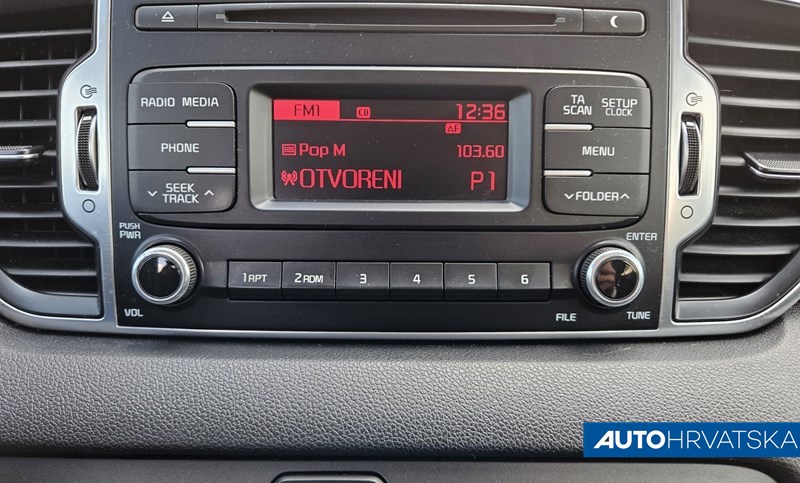 FM1 CD 12:36
AF
Pop M 103.60
OTVORENI P1
RADIO MEDIA
PHONE
SEEK
TRACK
PUSH
PWR
VOL
TA
SCAN
SETUP
CLOCK
MENU
FOLDER
ENTER
1 RPT 2 RDM 3 4 5 6
FILE TUNE
AUTOHRVATSKA